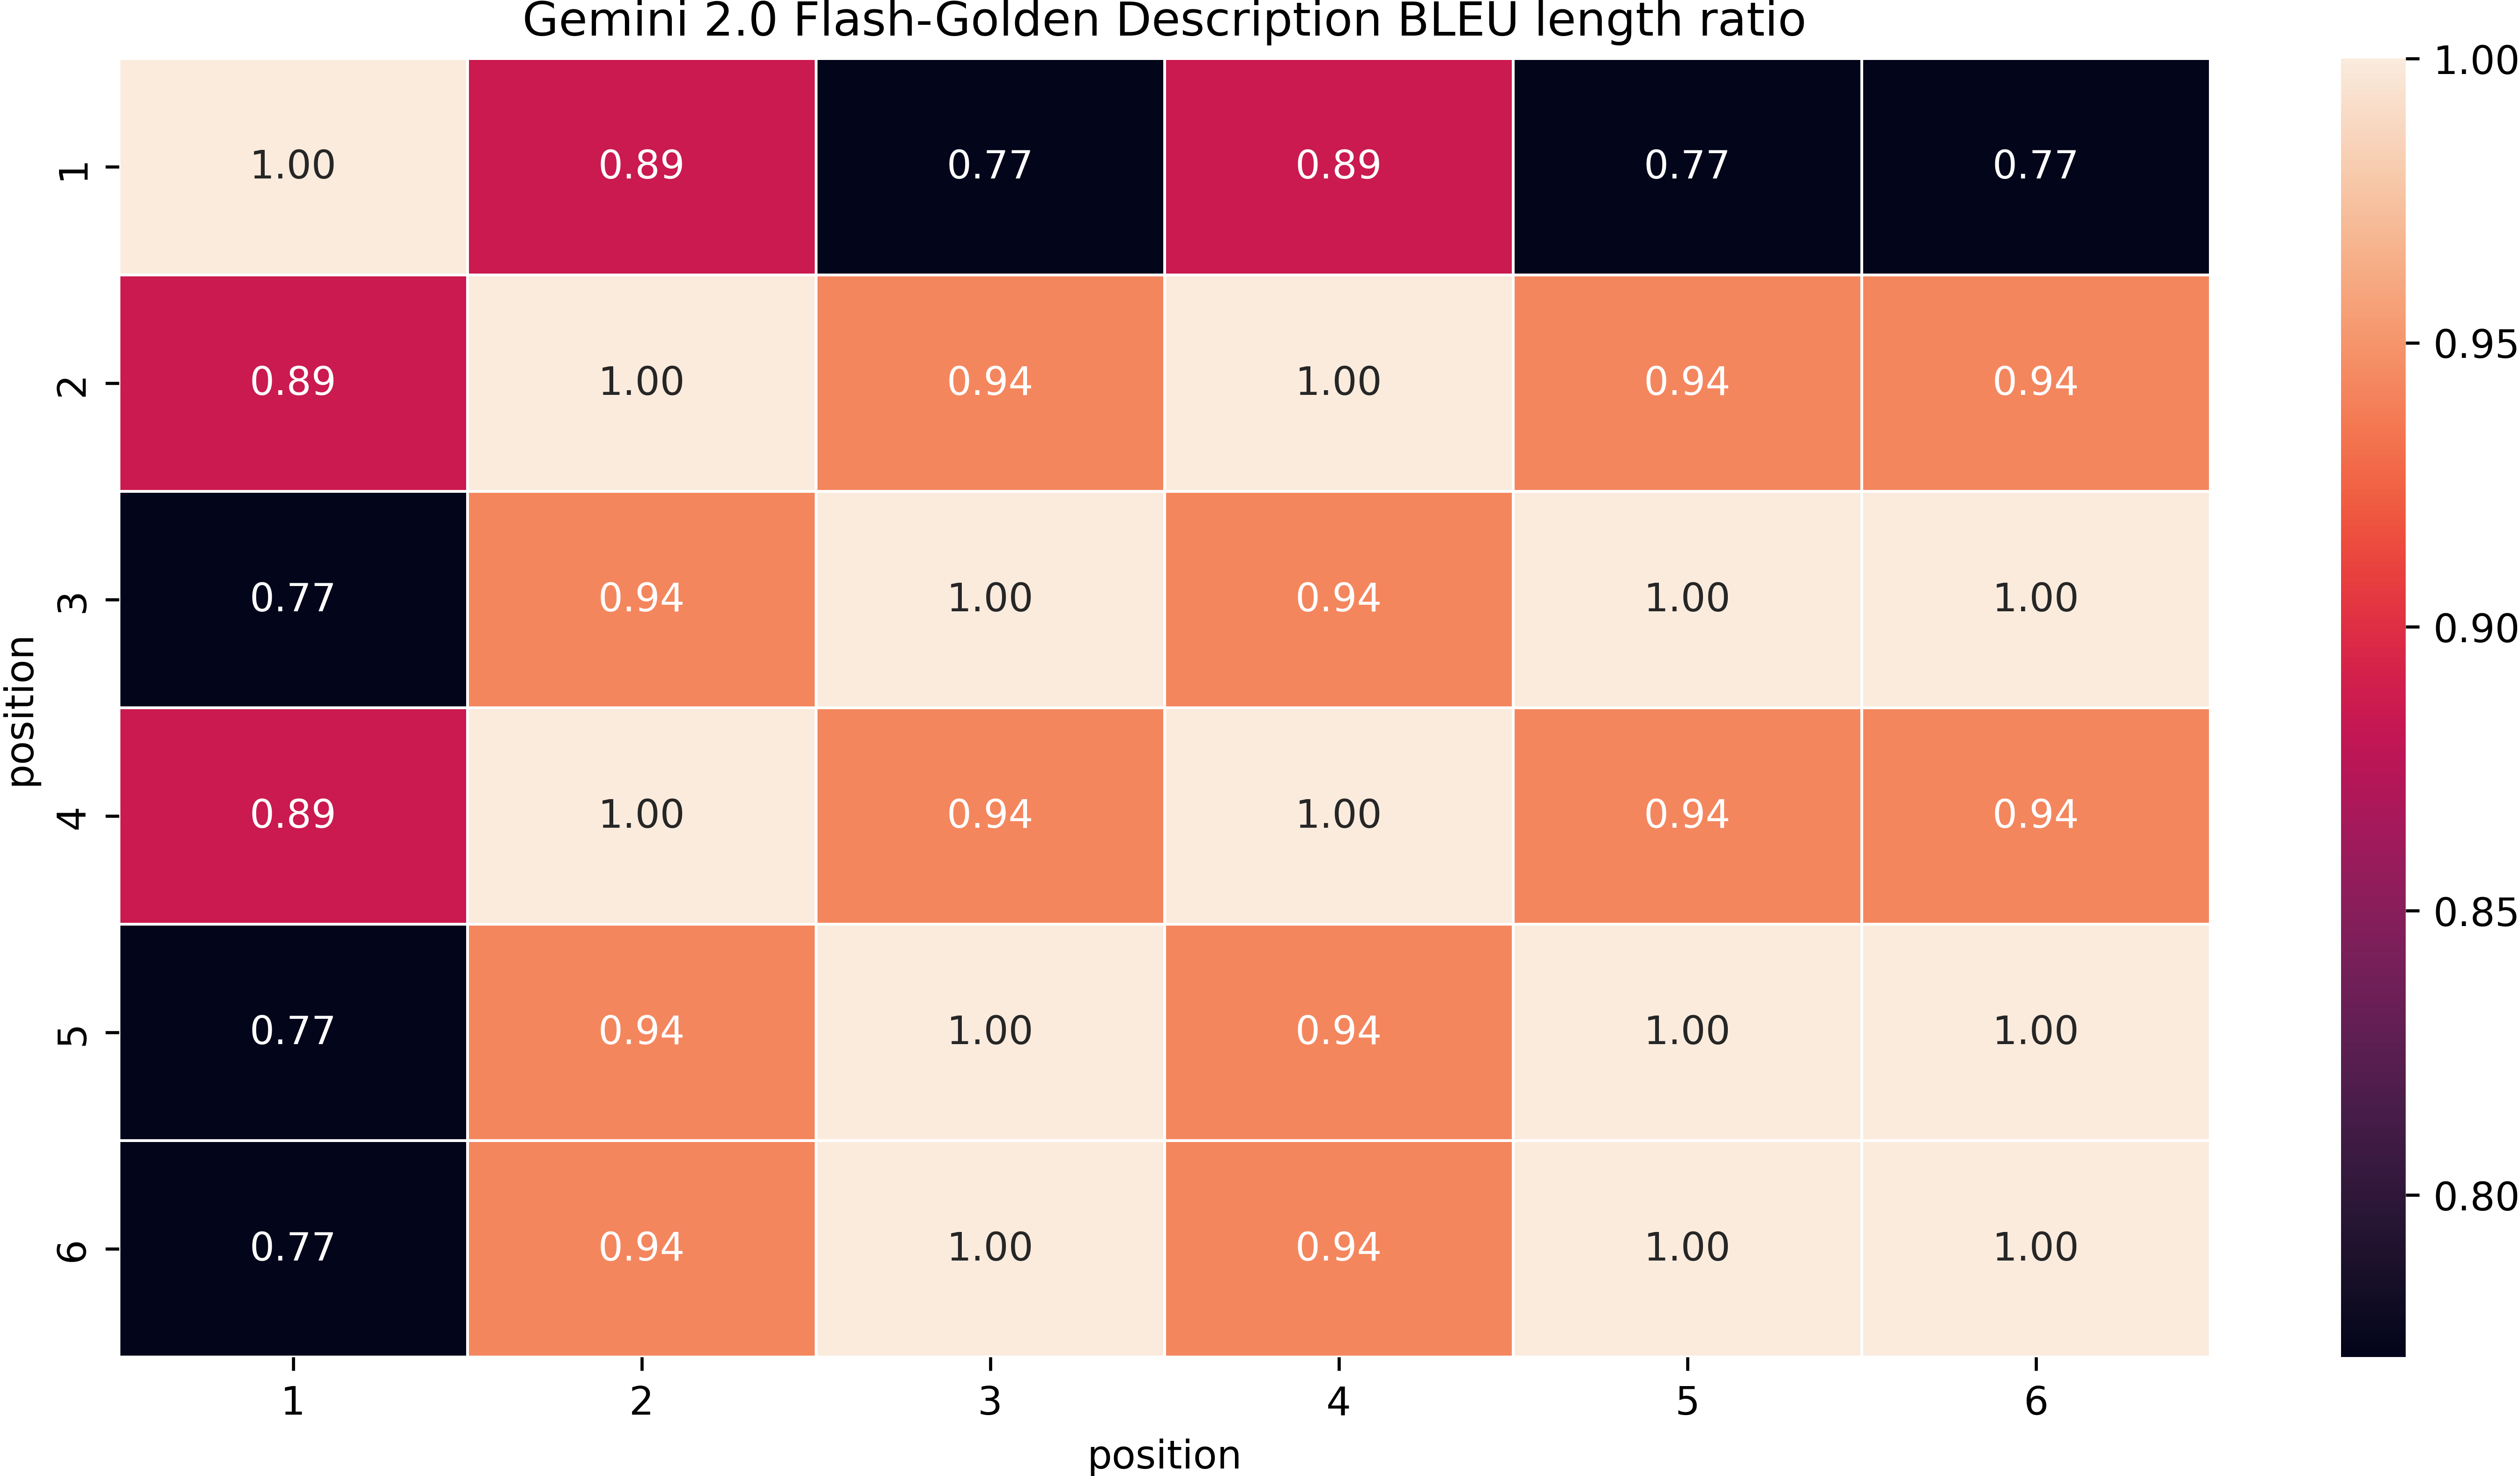 Gemini 2.0 Flash-Golden Description BLEU length ratio
1 1.00 0.89 0.77 0.89 0.77 0.77
2 0.89 1.00 0.94 1.00 0.94 0.94
3 0.77 0.94 1.00 0.94 1.00 1.00
4 0.89 1.00 0.94 1.00 0.94 0.94
5 0.77 0.94 1.00 0.94 1.00 1.00
6 0.77 0.94 1.00 0.94 1.00 1.00
position
1 2 3 4 5 6
position
1.00
0.95
0.90
0.85
0.80